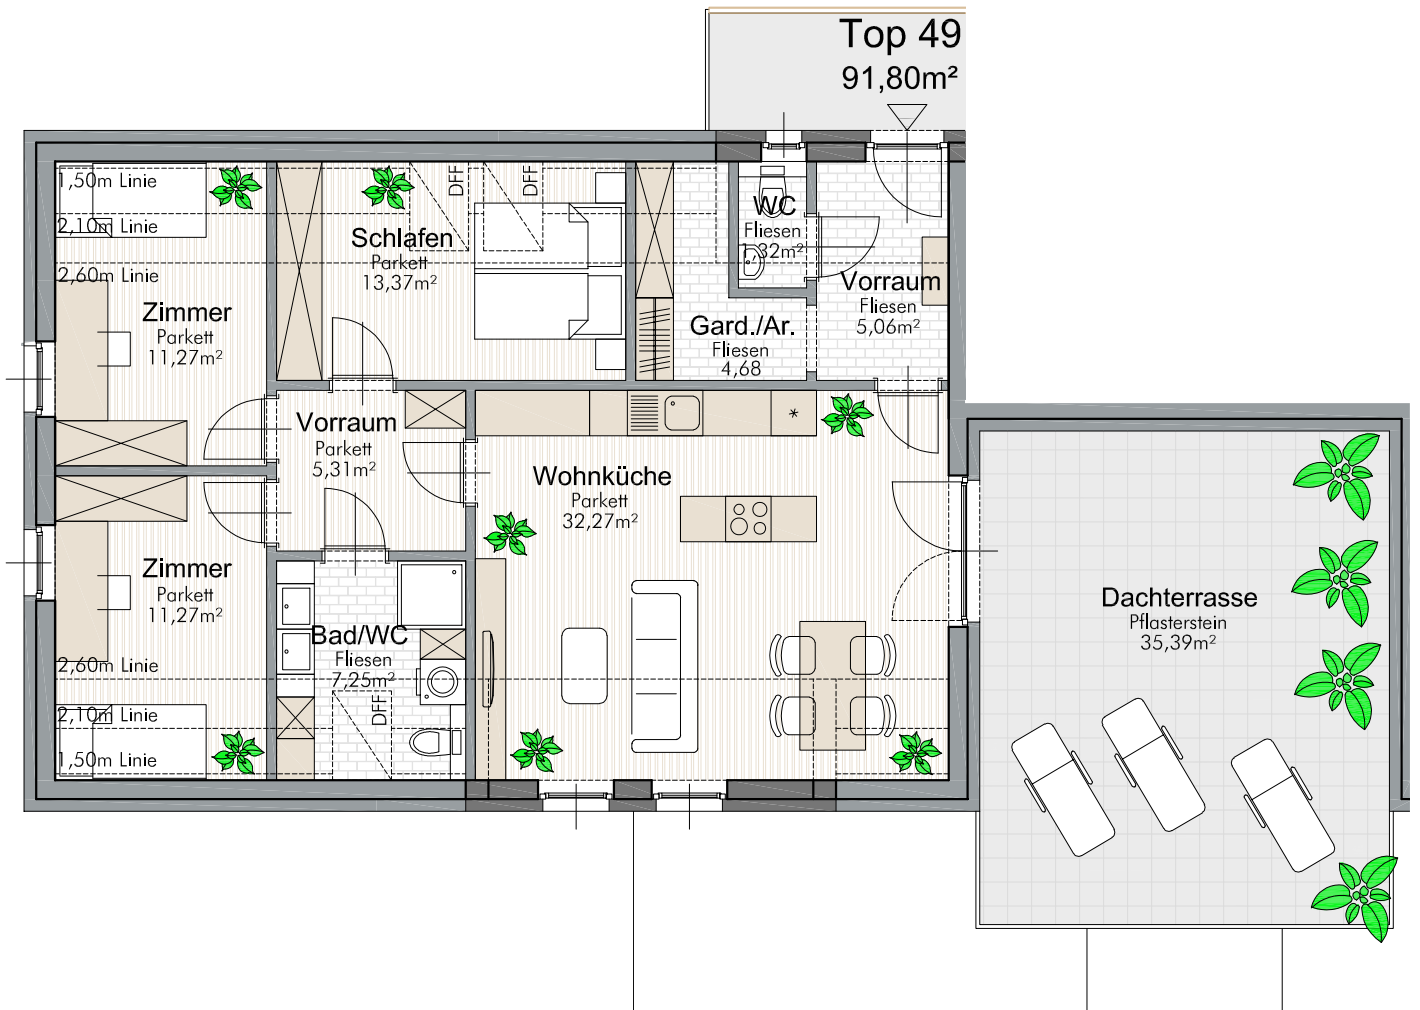 Top 49
91,80m²
1,50m Linie
2,10m Linie
2,60m Linie
Zimmer
Parkett
11,27m²
DFF
DFF
Schlafen
Parkett
13,37m²
WC
Fliesen
1,32m²
Vorraum
Fliesen
5,06m²
Gard./Ar.
Fliesen
4,68
Vorraum
Parkett
5,31m²
*
Wohnküche
Parkett
32,27m²
Zimmer
Parkett
11,27m²
2,60m Linie
2,10m Linie
1,50m Linie
Bad/WC
Fliesen
7,25m²
DFF
Dachterrasse
Pflasterstein
35,39m²